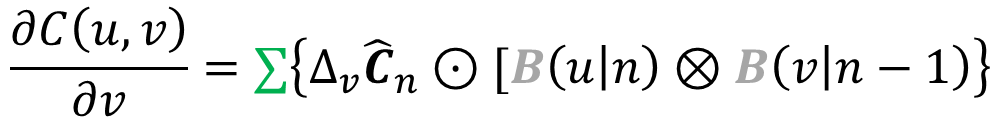 ∂C(u, v)/∂v = ∑{Δ_v Ĉ_n ⊙ [B(u|n) ⊗ B(v|n − 1)}